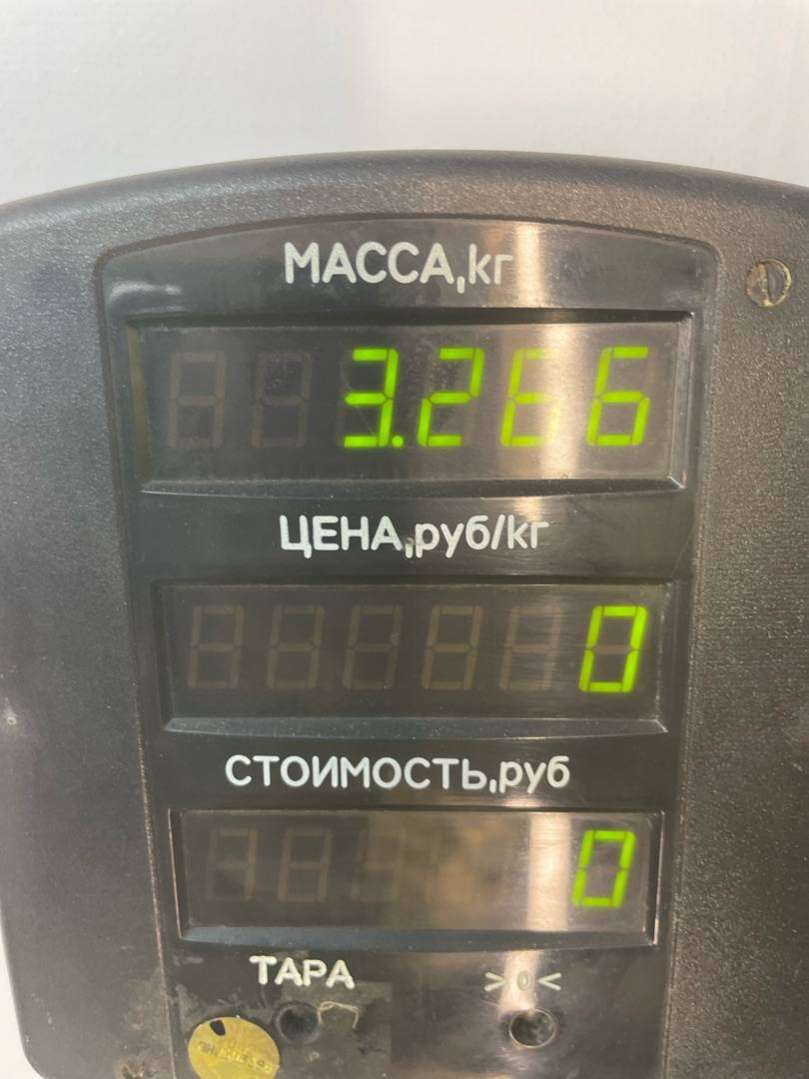 МАССА,кг
3.266
ЦЕНА,руб/кг
0
СТОИМОСТЬ,руб
0
ТАРА >0<